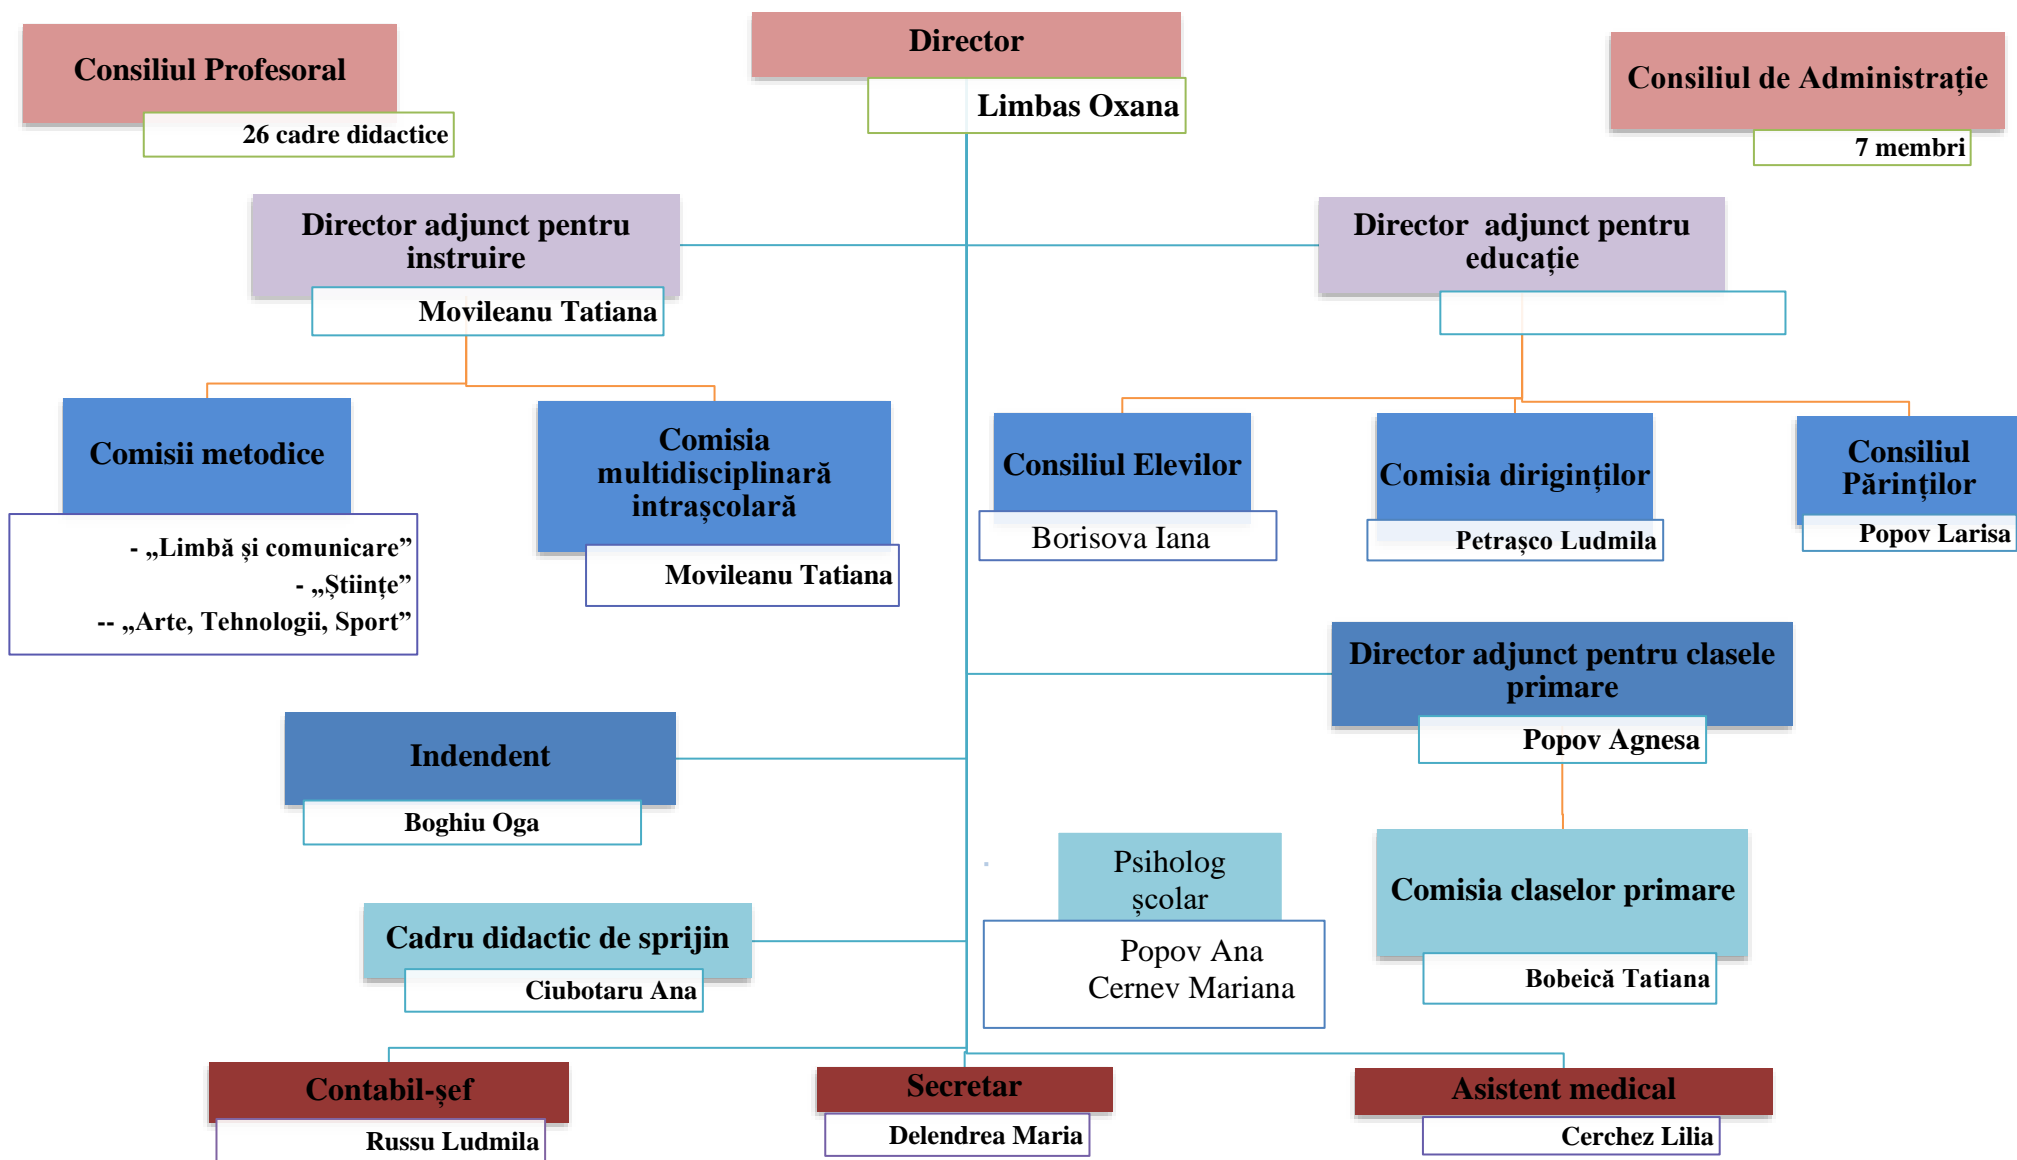 Director
Limbas Oxana
Consiliul Profesoral
26 cadre didactice
Consiliul de Administrație
7 membri
Director adjunct pentru
instruire
Movileanu Tatiana
Director  adjunct pentru
educație
Comisii metodice
- „Limbă și comunicare”
- „Științe”
-- „Arte, Tehnologii, Sport”
Comisia
multidisciplinară
intrașcolară
Movileanu Tatiana
Consiliul Elevilor
Borisova Iana
Comisia diriginților
Petrașco Ludmila
Consiliul
Părinților
Popov Larisa
Director adjunct pentru clasele
primare
Popov Agnesa
Indendent
Boghiu Oga
Psiholog
școlar
Popov Ana
Cernev Mariana
Comisia claselor primare
Bobeică Tatiana
Cadru didactic de sprijin
Ciubotaru Ana
Contabil-șef
Russu Ludmila
Secretar
Delendrea Maria
Asistent medical
Cerchez Lilia